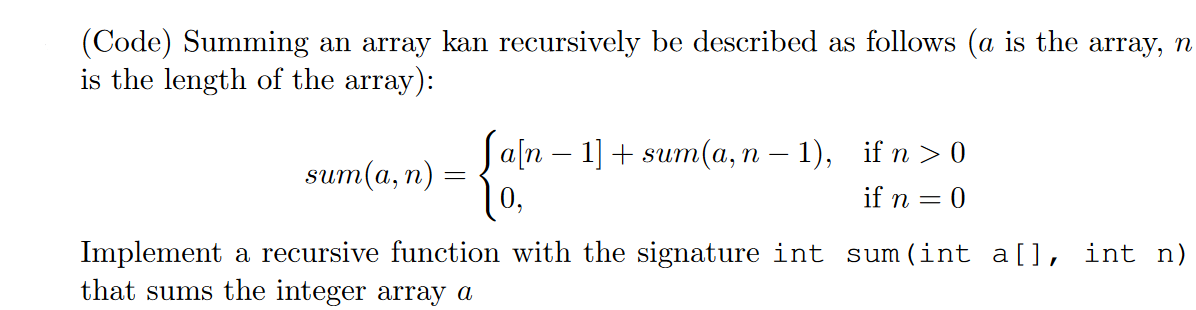 (Code) Summing an array kan recursively be described as follows (a is the array, n
is the length of the array):
sum(a, n) = { a[n − 1] + sum(a, n − 1), if n > 0
0, if n = 0
Implement a recursive function with the signature int sum(int a[], int n)
that sums the integer array a